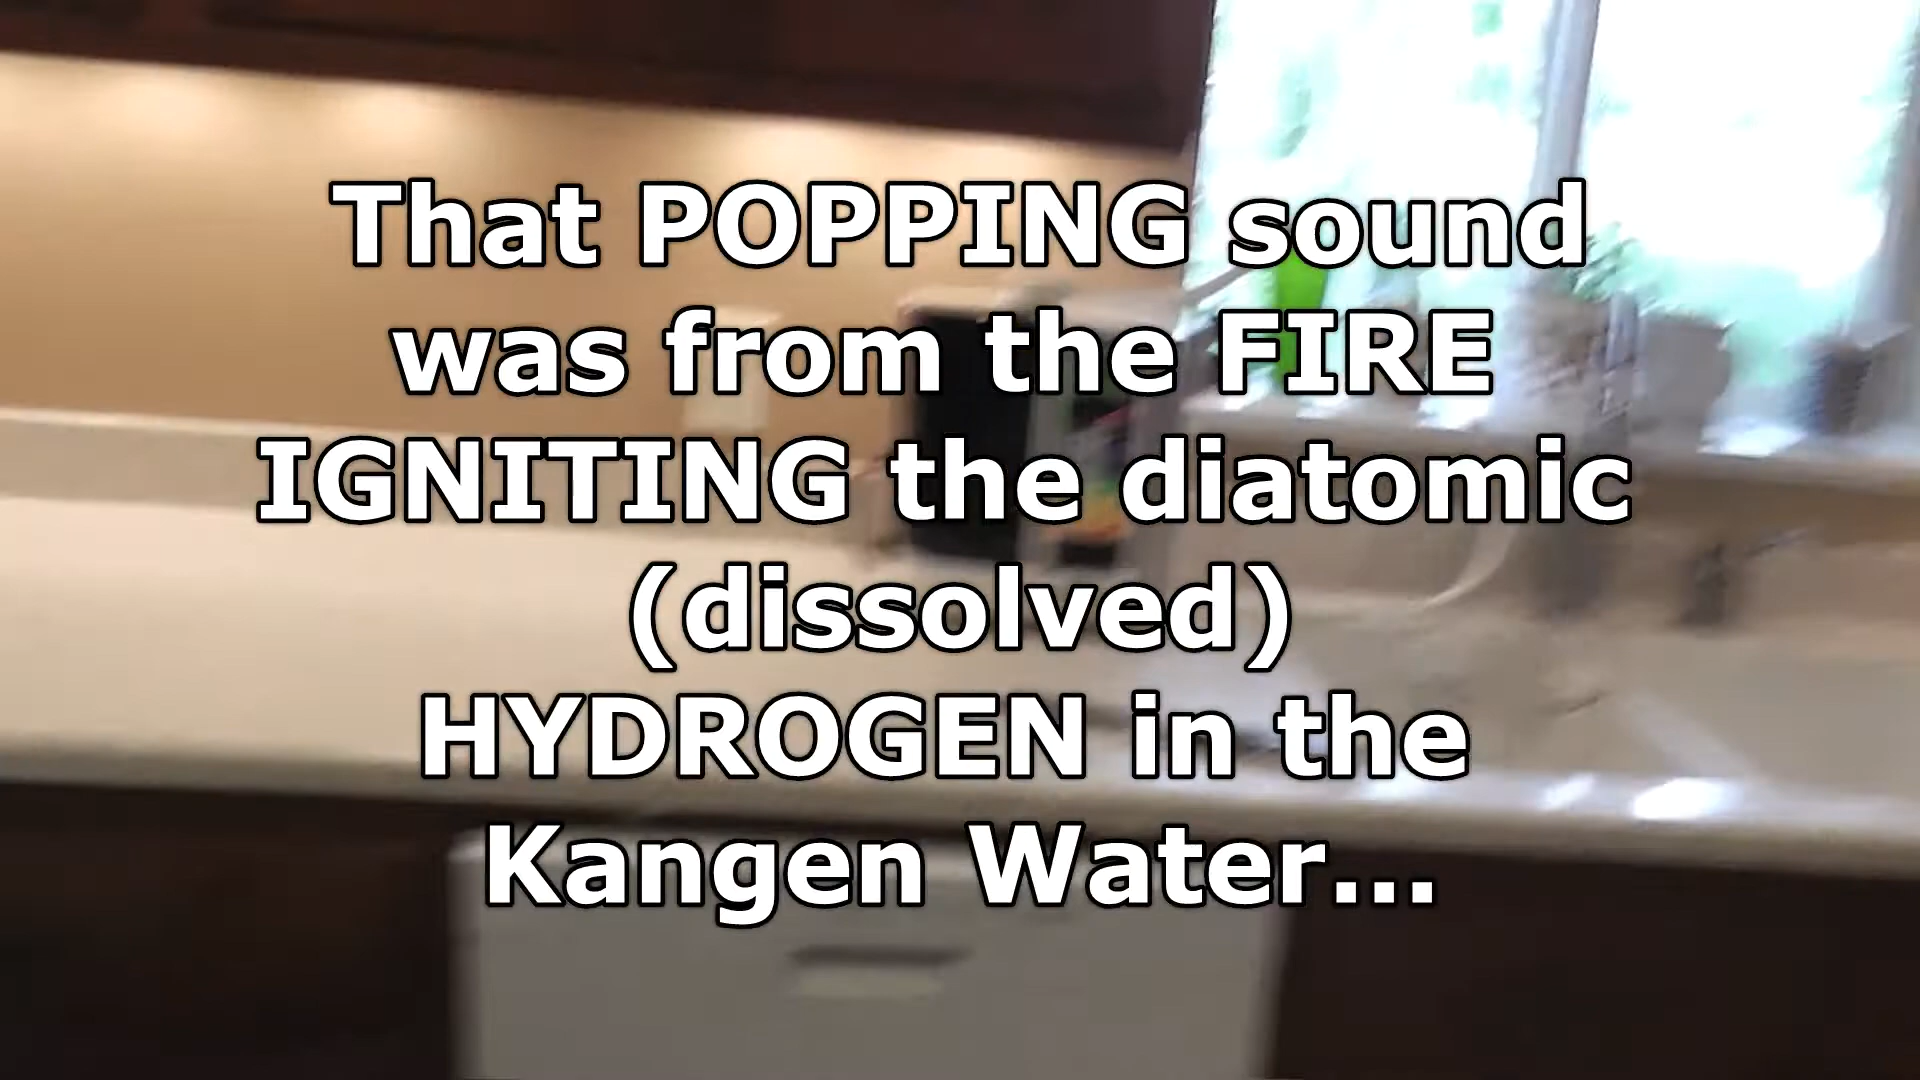 That POPPING sound
was from the FIRE
IGNITING the diatomic
(dissolved)
HYDROGEN in the
Kangen Water...